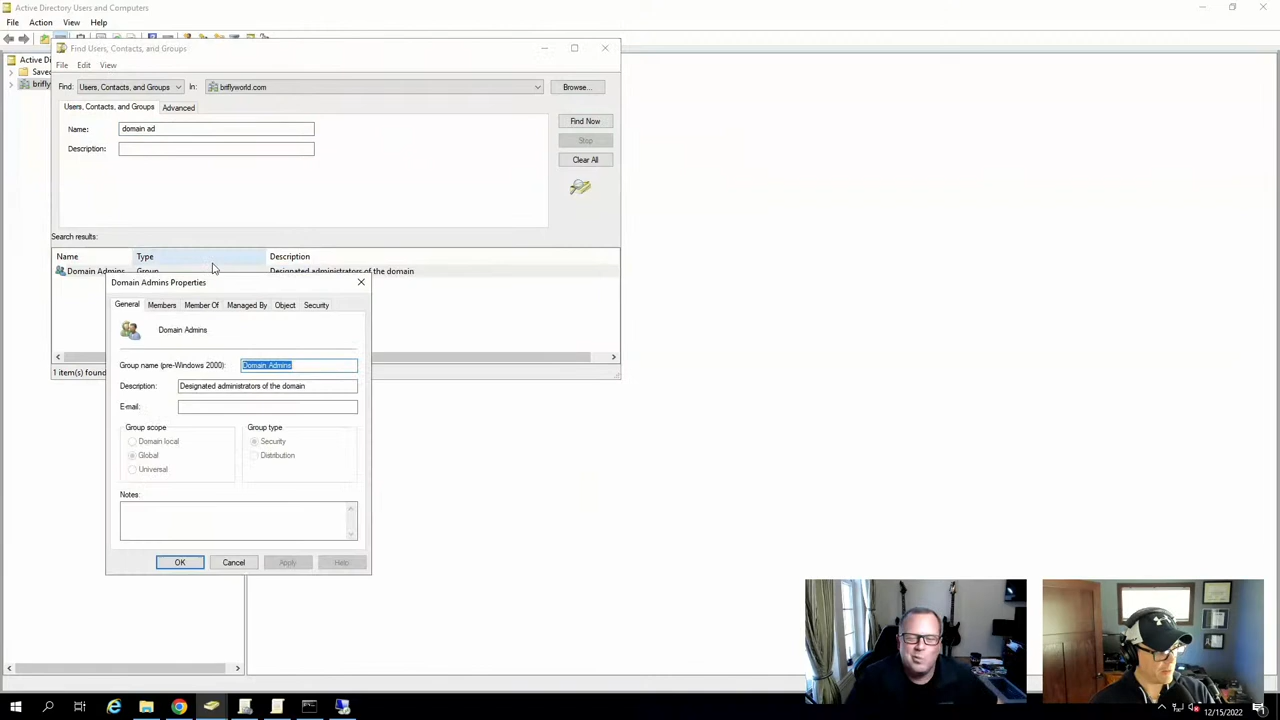 Active Directory Users and Computers
File Action View Help
Find Users, Contacts, and Groups
Active Di
Saved
briflyw
File Edit View
Find: Users, Contacts, and Groups In: briflyworld.com Browse...
Users, Contacts, and Groups Advanced
Name: domain ad
Description:
Find Now
Stop
Clear All
Search results:
Name Type Description
Domain Admins Group Designated administrators of the domain
1 item(s) found
Domain Admins Properties
General Members Member Of Managed By Object Security
Domain Admins
Group name (pre-Windows 2000): Domain Admins
Description: Designated administrators of the domain
E-mail:
Group scope
Domain local
Global
Universal
Group type
Security
Distribution
Notes:
OK Cancel Apply Help
12/15/2022